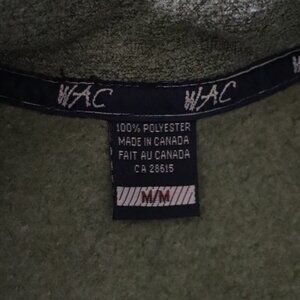 WAC WAC
100% POLYESTER
MADE IN CANADA
FAIT AU CANADA
CA 28615
M/M